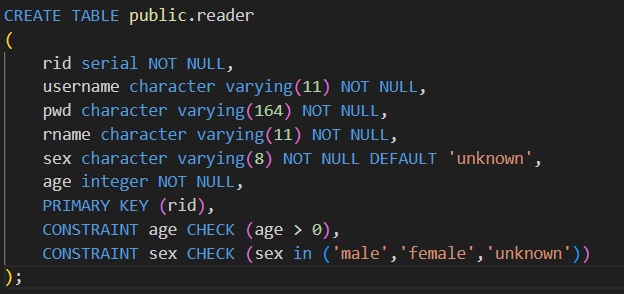 CREATE TABLE public.reader
(
    rid serial NOT NULL,
    username character varying(11) NOT NULL,
    pwd character varying(164) NOT NULL,
    rname character varying(11) NOT NULL,
    sex character varying(8) NOT NULL DEFAULT 'unknown',
    age integer NOT NULL,
    PRIMARY KEY (rid),
    CONSTRAINT age CHECK (age > 0),
    CONSTRAINT sex CHECK (sex in ('male','female','unknown'))
);